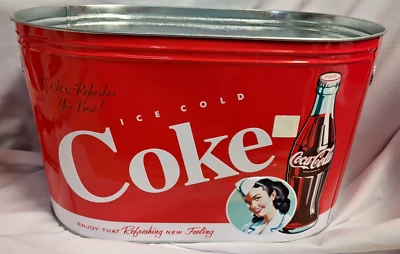 Coke Refreshes
You Best!
ICE COLD
Coke
Coca-Cola
ENJOY THAT Refreshing NEW Feeling